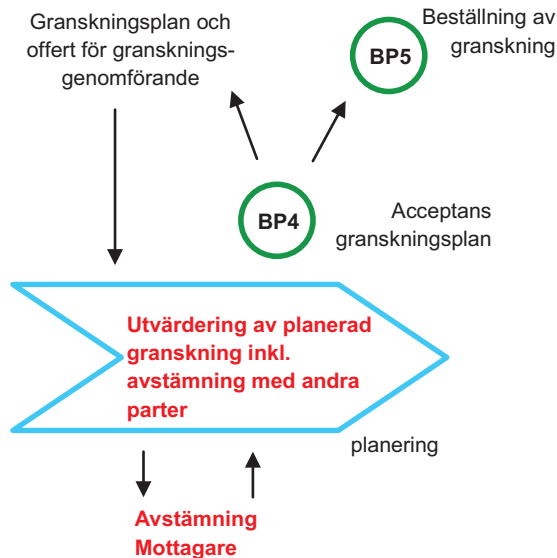 Granskningsplan och
offert för gransknings-
genomförande
Beställning av
granskning
BP5
BP4
Acceptans
granskningsplan
Utvärdering av planerad
granskning inkl.
avstämning med andra
parter
planering
Avstämning
Mottagare